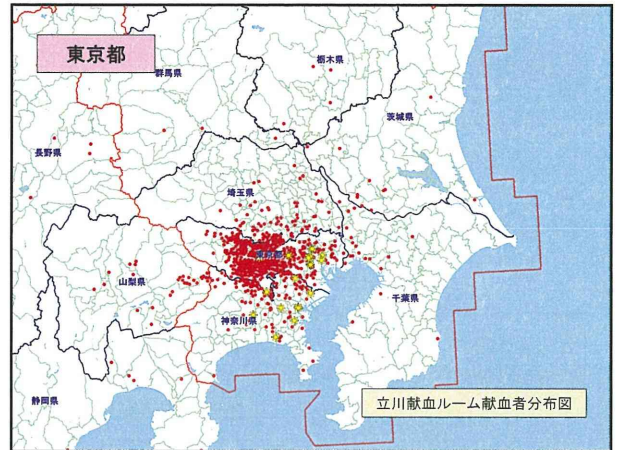 東京都
栃木県
群馬県
茨城県
長野県
埼玉県
東京都
山梨県
千葉県
神奈川県
静岡県
立川献血ルーム献血者分布図